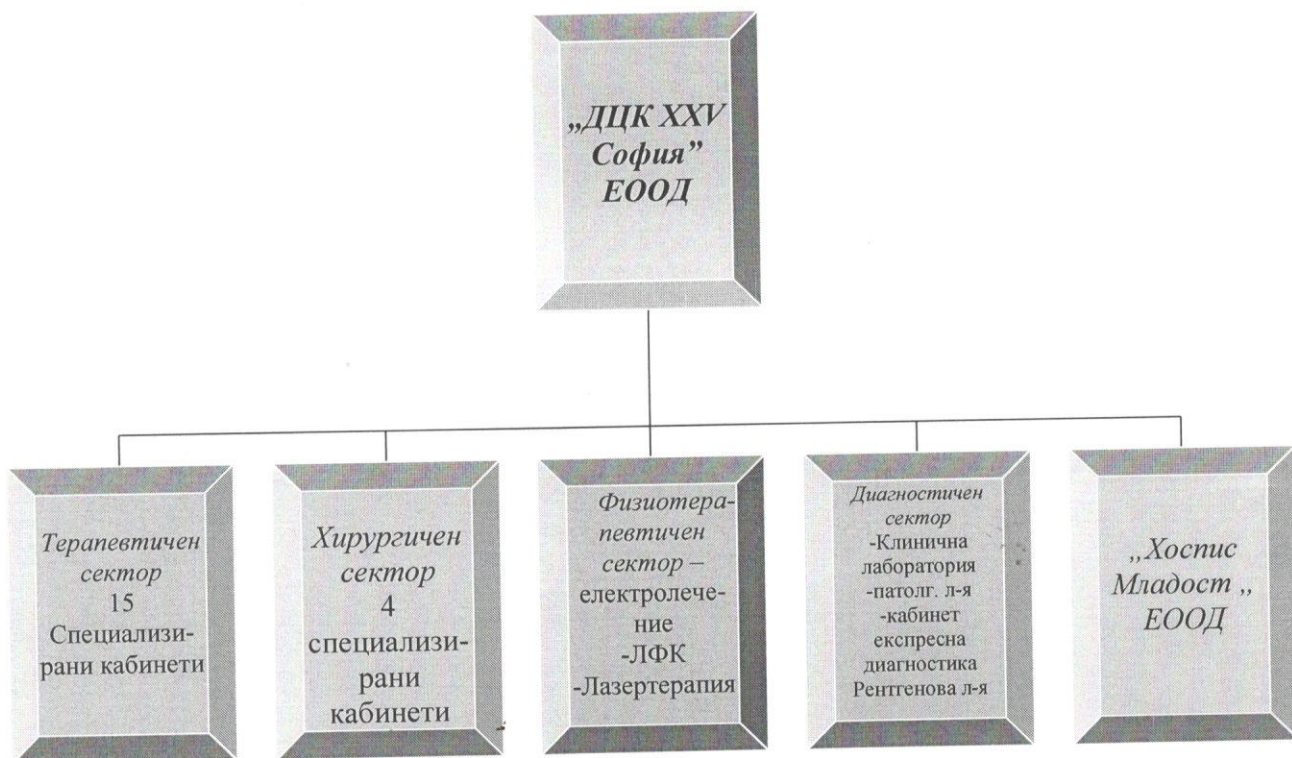 „ДЦК XXV
София”
ЕООД
Терапевтичен
сектор
15
Специализи-
рани кабинети
Хирургичен
сектор
4
специализи-
рани
кабинети
Физиотера-
певтичен
сектор –
електролече-
ние
-ЛФК
-Лазертерапия
Диагностичен
сектор
-Клинична
лаборатория
-патолг. л-я
-кабинет
експресна
диагностика
Рентгенова л-я
„Хоспис
Младост „
ЕООД